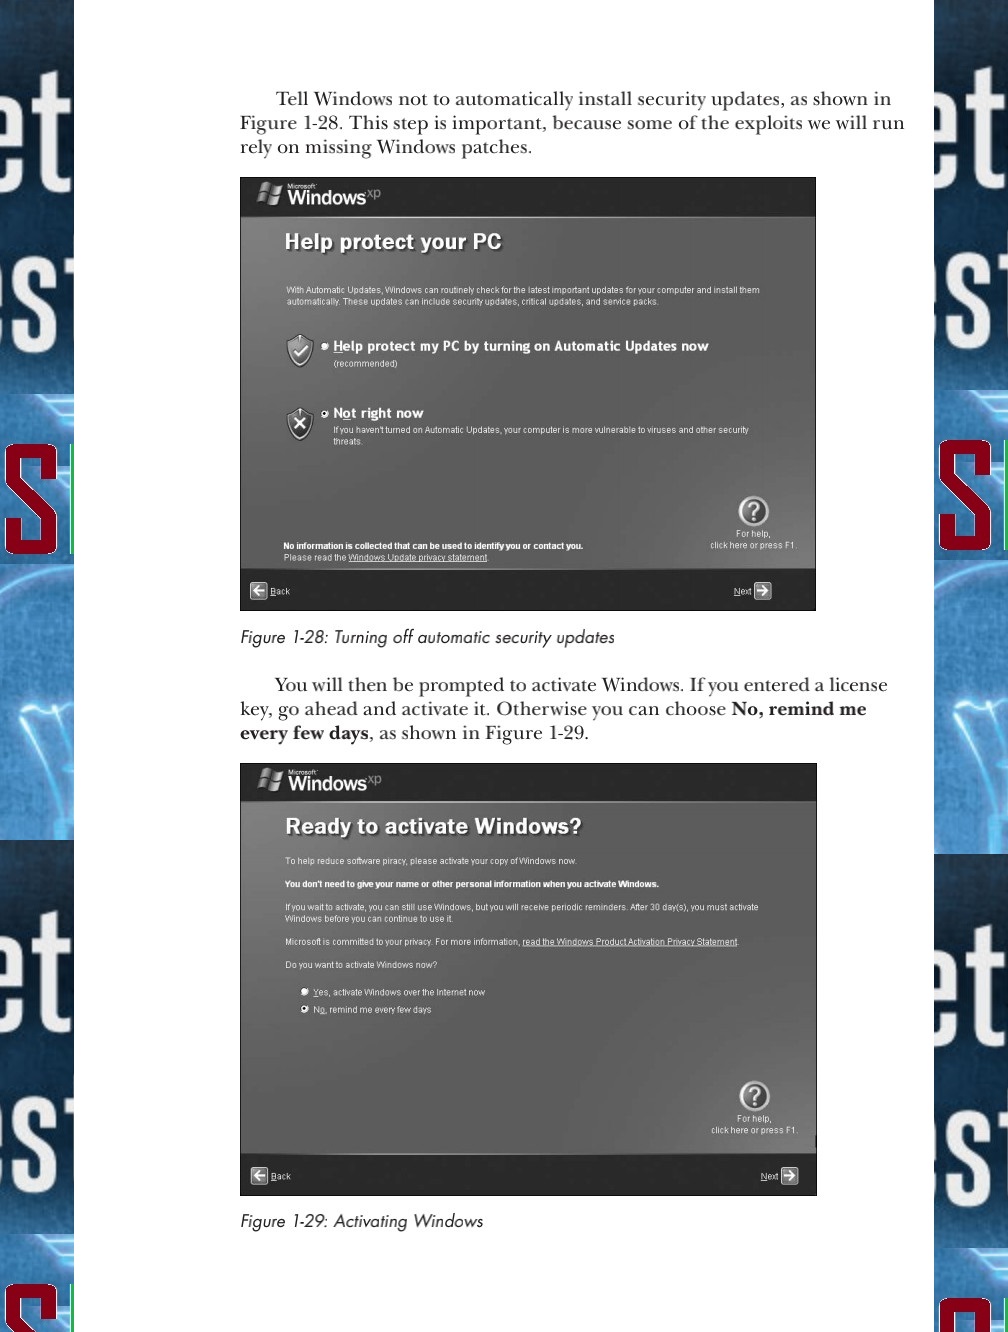 Tell Windows not to automatically install security updates, as shown in
Figure 1-28. This step is important, because some of the exploits we will run
rely on missing Windows patches.
Microsoft
Windows xp
Help protect your PC
With Automatic Updates, Windows can routinely check for the latest important updates for your computer and install them
automatically. These updates can include security updates, critical updates, and service packs.
Help protect my PC by turning on Automatic Updates now
(recommended)
Not right now
If you haven't turned on Automatic Updates, your computer is more vulnerable to viruses and other security
threats.
For help,
click here or press F1.
No information is collected that can be used to identify you or contact you.
Please read the Windows Update privacy statement
Back
Next
Figure 1-28: Turning off automatic security updates
You will then be prompted to activate Windows. If you entered a license
key, go ahead and activate it. Otherwise you can choose No, remind me
every few days, as shown in Figure 1-29.
Microsoft
Windows xp
Ready to activate Windows?
To help reduce software piracy, please activate your copy of Windows now.
You don't need to give your name or other personal information when you activate Windows.
If you wait to activate, you can still use Windows, but you will receive periodic reminders. After 30 day(s), you must activate
Windows before you can continue to use it.
Microsoft is committed to your privacy. For more information, read the Windows Product Activation Privacy Statement.
Do you want to activate Windows now?
Yes, activate Windows over the Internet now
No, remind me every few days
For help,
click here or press F1.
Back
Next
Figure 1-29: Activating Windows